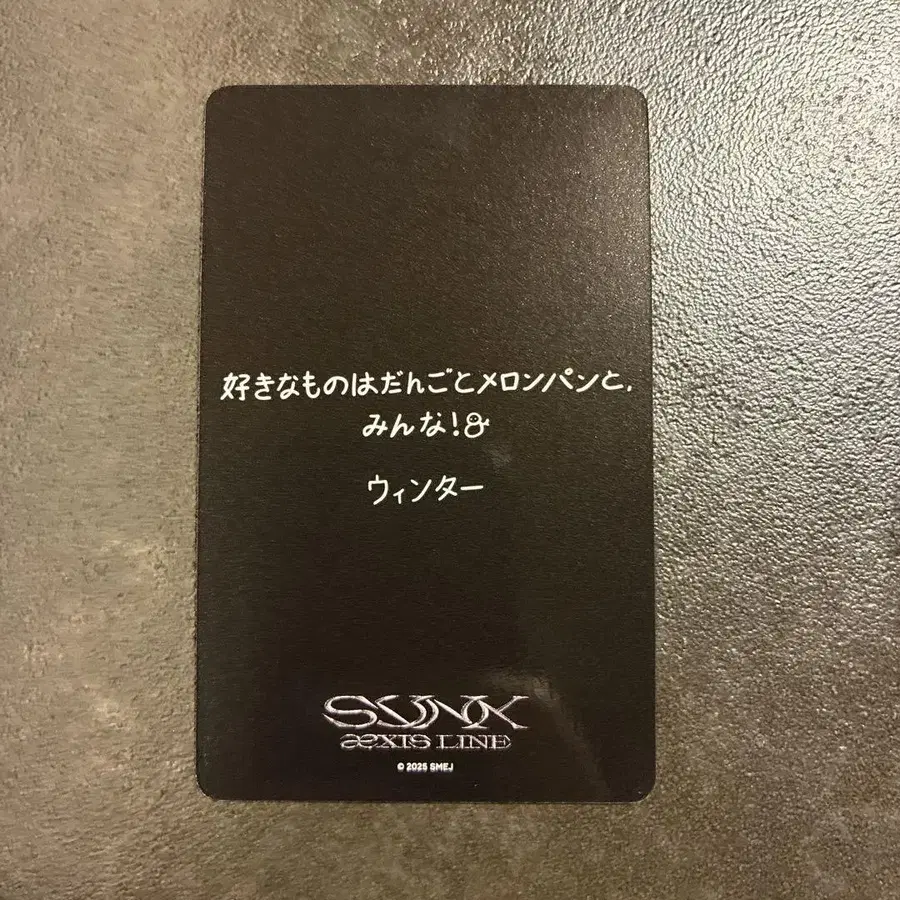 好きなものはだんごとメロンパンと,
みんな!
ウィンター
SYNK
æXIS LINE
© 2025 SMEJ